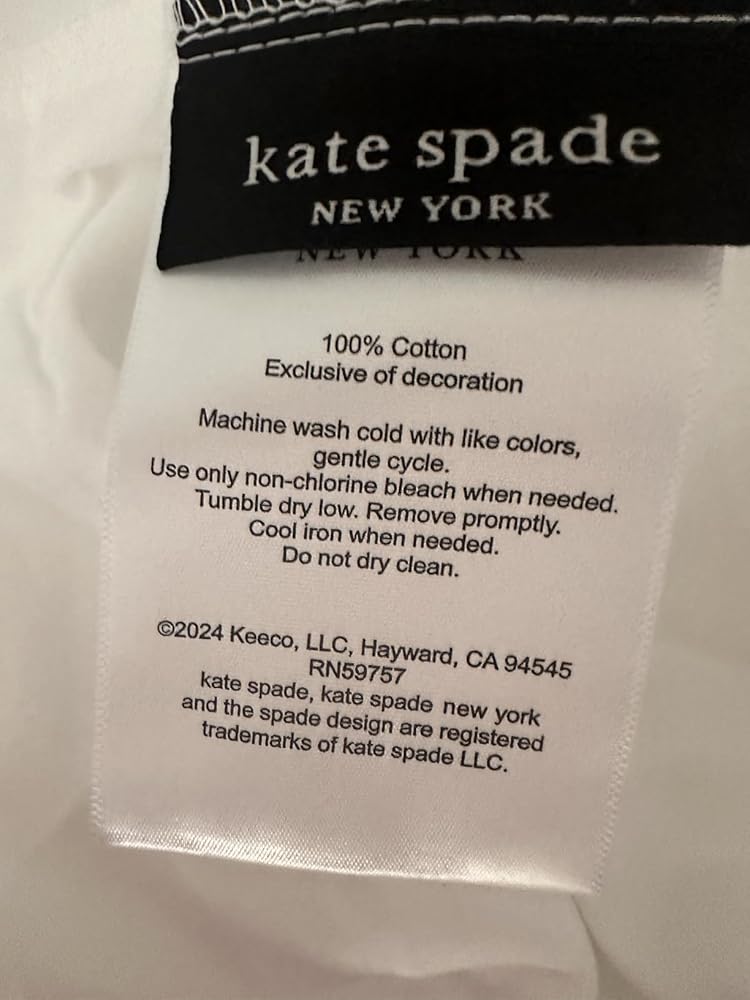 kate spade
NEW YORK
NEW YORK
100% Cotton
Exclusive of decoration
Machine wash cold with like colors,
gentle cycle.
Use only non-chlorine bleach when needed.
Tumble dry low. Remove promptly.
Cool iron when needed.
Do not dry clean.
©2024 Keeco, LLC, Hayward, CA 94545
RN59757
kate spade, kate spade new york
and the spade design are registered
trademarks of kate spade LLC.